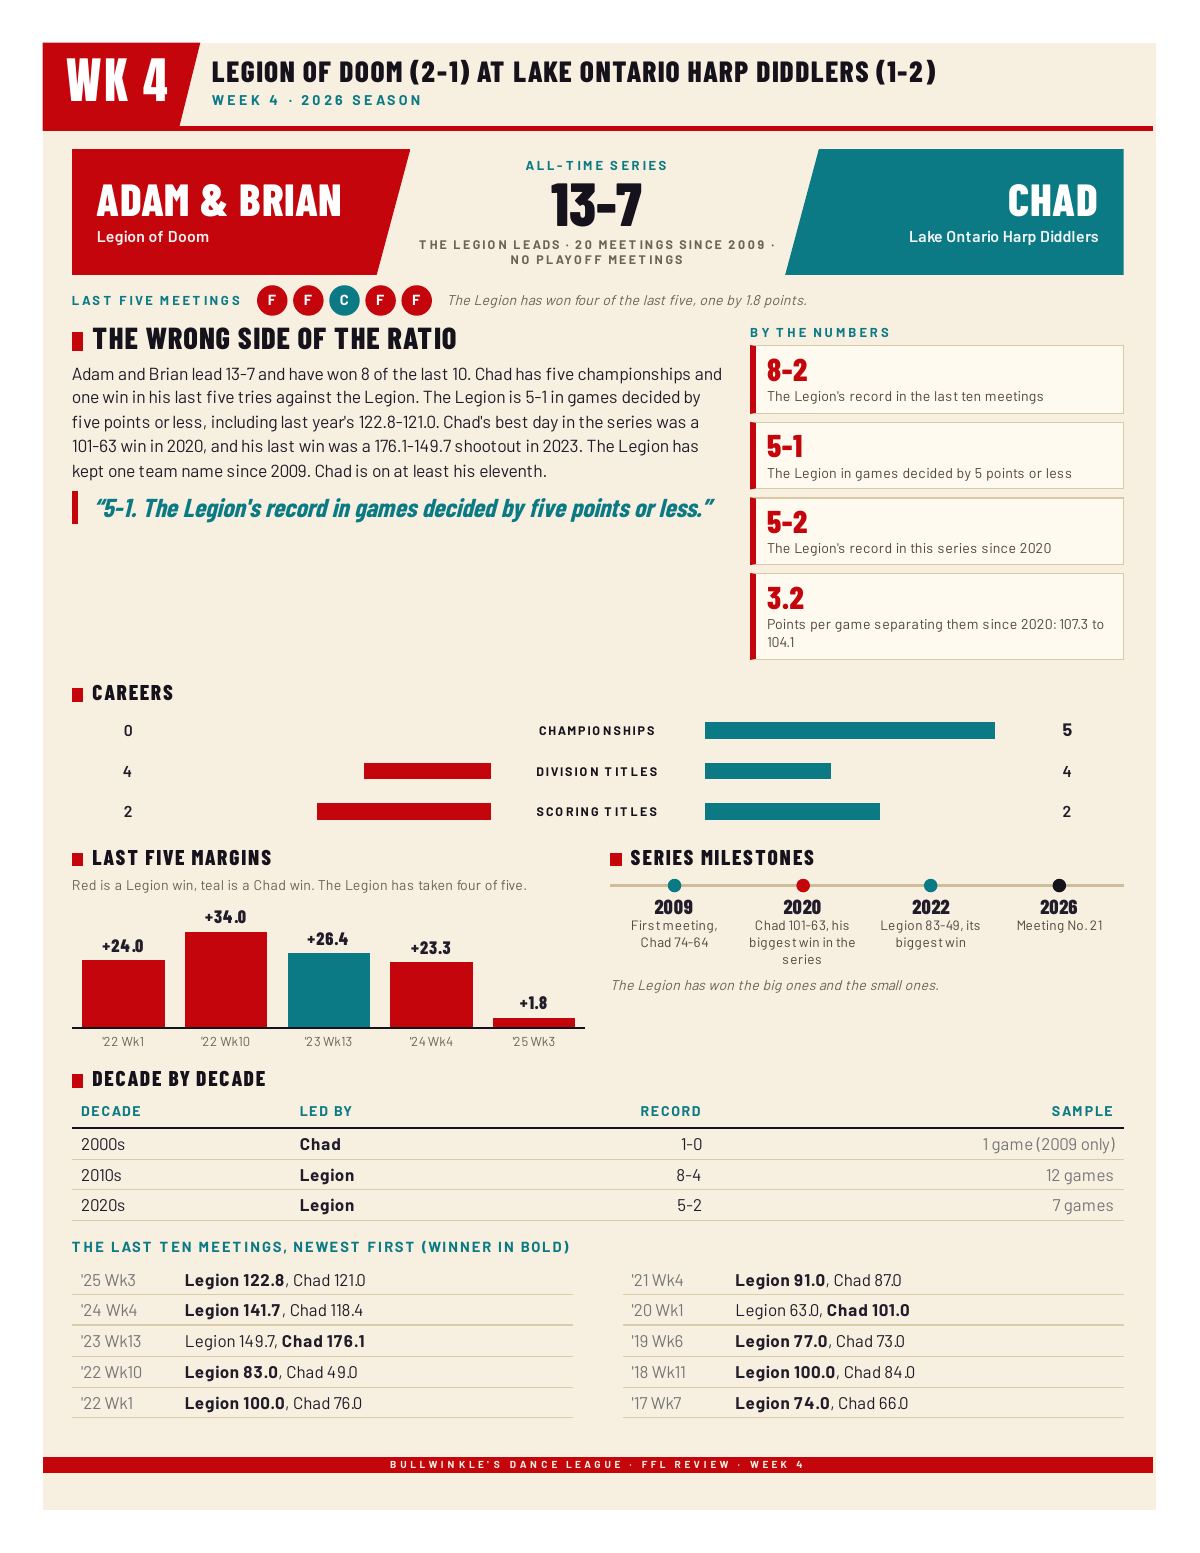 WK 4
LEGION OF DOOM (2-1) AT LAKE ONTARIO HARP DIDDLERS (1-2)
WEEK 4 · 2026 SEASON
ADAM & BRIAN
Legion of Doom
ALL-TIME SERIES
13-7
THE LEGION LEADS · 20 MEETINGS SINCE 2009 ·
NO PLAYOFF MEETINGS
CHAD
Lake Ontario Harp Diddlers
LAST FIVE MEETINGS F F C F F The Legion has won four of the last five, one by 1.8 points.
THE WRONG SIDE OF THE RATIO
Adam and Brian lead 13-7 and have won 8 of the last 10. Chad has five championships and
one win in his last five tries against the Legion. The Legion is 5-1 in games decided by
five points or less, including last year's 122.8-121.0. Chad's best day in the series was a
101-63 win in 2020, and his last win was a 176.1-149.7 shootout in 2023. The Legion has
kept one team name since 2009. Chad is on at least his eleventh.
“5-1. The Legion's record in games decided by five points or less.”
BY THE NUMBERS
8-2
The Legion's record in the last ten meetings
5-1
The Legion in games decided by 5 points or less
5-2
The Legion's record in this series since 2020
3.2
Points per game separating them since 2020: 107.3 to
104.1
CAREERS
0 CHAMPIONSHIPS 5
4 DIVISION TITLES 4
2 SCORING TITLES 2
LAST FIVE MARGINS
Red is a Legion win, teal is a Chad win. The Legion has taken four of five.
+24.0 +34.0 +26.4 +23.3 +1.8
'22 Wk1 '22 Wk10 '23 Wk13 '24 Wk4 '25 Wk3
SERIES MILESTONES
2009 2020 2022 2026
First meeting, Chad 101-63, his Legion 83-49, its Meeting No. 21
Chad 74-64 biggest win in the biggest win
series
The Legion has won the big ones and the small ones.
DECADE BY DECADE
DECADE LED BY RECORD SAMPLE
2000s Chad 1-0 1 game (2009 only)
2010s Legion 8-4 12 games
2020s Legion 5-2 7 games
THE LAST TEN MEETINGS, NEWEST FIRST (WINNER IN BOLD)
'25 Wk3 Legion 122.8, Chad 121.0
'24 Wk4 Legion 141.7, Chad 118.4
'23 Wk13 Legion 149.7, Chad 176.1
'22 Wk10 Legion 83.0, Chad 49.0
'22 Wk1 Legion 100.0, Chad 76.0
'21 Wk4 Legion 91.0, Chad 87.0
'20 Wk1 Legion 63.0, Chad 101.0
'19 Wk6 Legion 77.0, Chad 73.0
'18 Wk11 Legion 100.0, Chad 84.0
'17 Wk7 Legion 74.0, Chad 66.0
BULLWINKLE'S DANCE LEAGUE · FFL REVIEW · WEEK 4